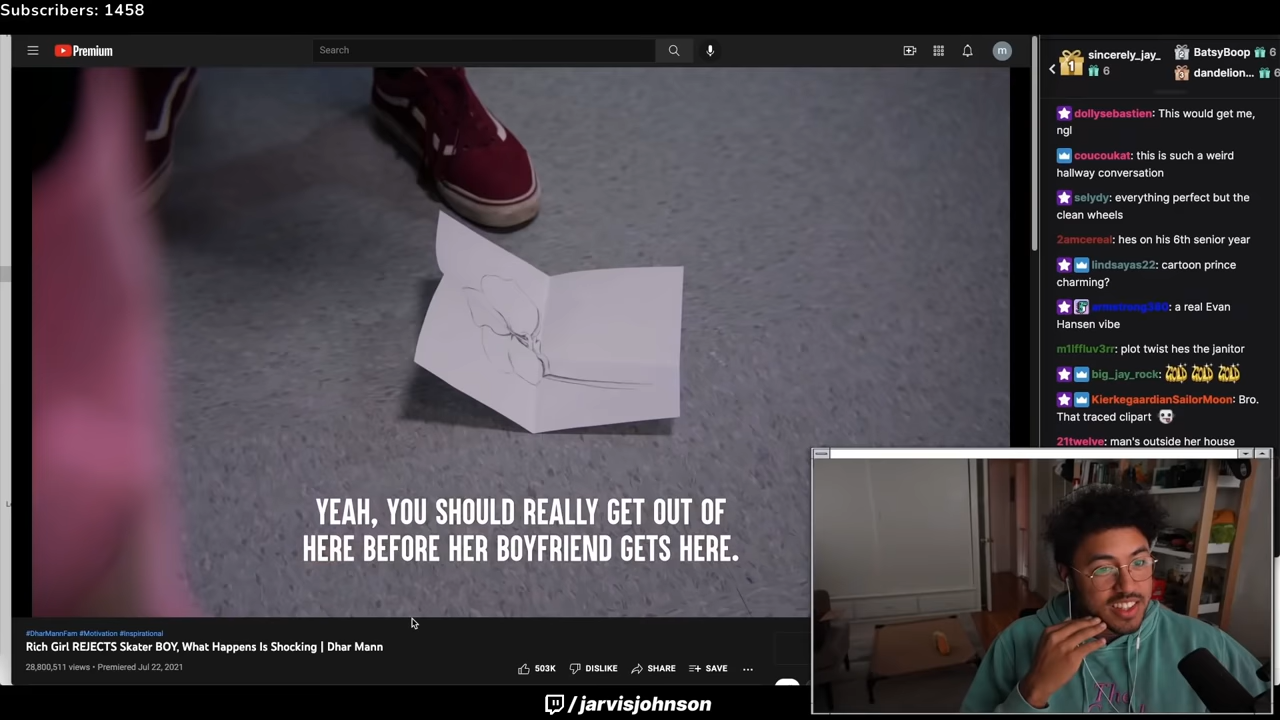 Subscribers: 1458
Premium
Search
m
1
sincerely_jay_
6
BatsyBoop
6
dandelion...
6
dollysebastien: This would get me,
ngl
coucoukat: this is such a weird
hallway conversation
selydy: everything perfect but the
clean wheels
2amcereal: hes on his 6th senior
year
lindsayas22: cartoon prince
charming?
armstrong360: a real Evan
Hansen vibe
m1lffluv3rr: plot twist hes the janitor
big_jay_rock:
KierkegaardianSailorMoon: Bro.
That traced clipart
21twelve: man's outside her house
YEAH, YOU SHOULD REALLY GET OUT OF
HERE BEFORE HER BOYFRIEND GETS HERE.
#DharMannFam #Motivation #Inspirational
Rich Girl REJECTS Skater BOY, What Happens Is Shocking | Dhar Mann
28,800,511 views • Premiered Jul 22, 2021
503K
DISLIKE
SHARE
SAVE
/jarvisjohnson